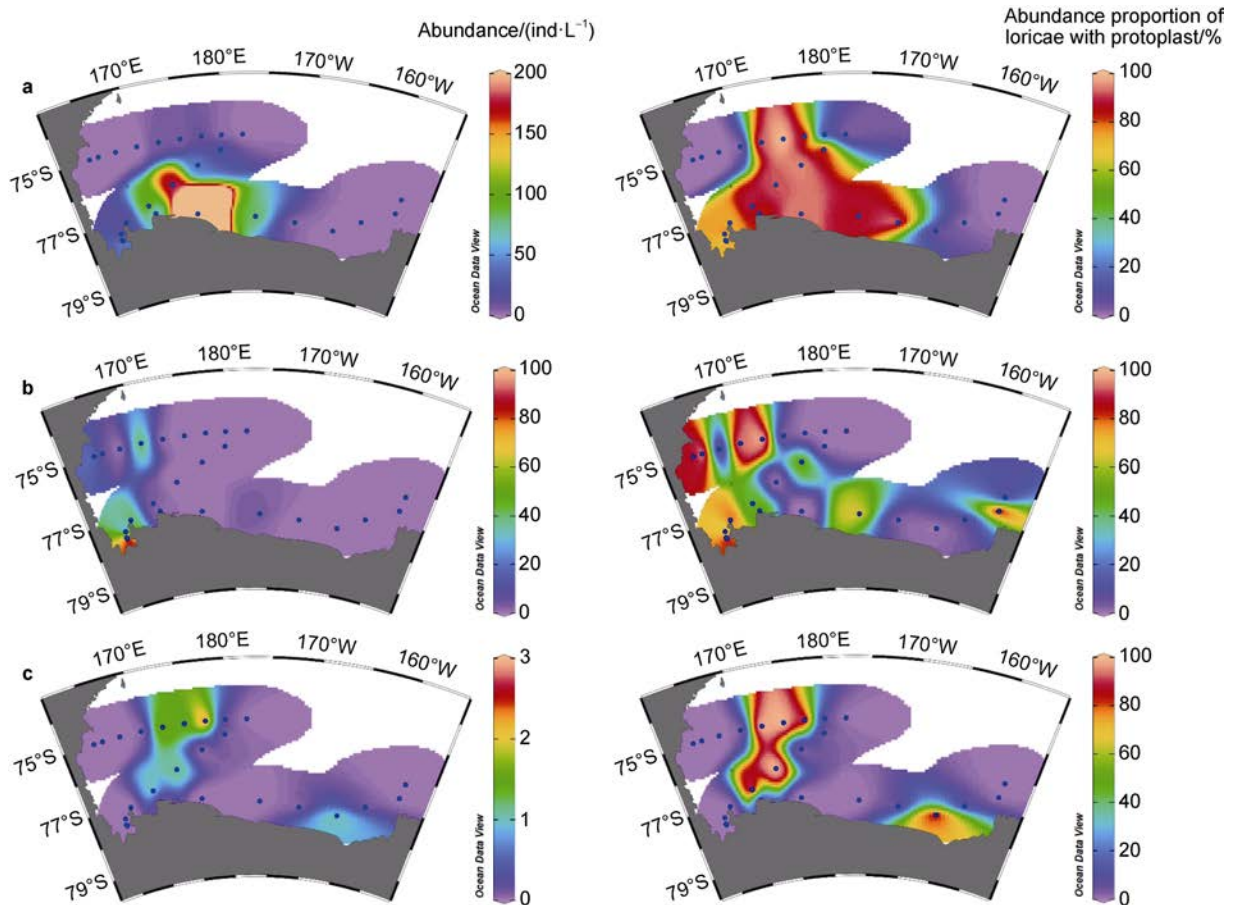 Abundance/(ind·L⁻¹)
Abundance proportion of
loricae with protoplast/%
a
170°E
180°E
170°W
160°W
75°S
77°S
79°S
Ocean Data View
200
150
100
50
0
170°E
180°E
170°W
160°W
75°S
77°S
79°S
Ocean Data View
100
80
60
40
20
0
b
170°E
180°E
170°W
160°W
75°S
77°S
79°S
Ocean Data View
100
80
60
40
20
0
170°E
180°E
170°W
160°W
75°S
77°S
79°S
Ocean Data View
100
80
60
40
20
0
c
170°E
180°E
170°W
160°W
75°S
77°S
79°S
Ocean Data View
3
2
1
0
170°E
180°E
170°W
160°W
75°S
77°S
79°S
Ocean Data View
100
80
60
40
20
0